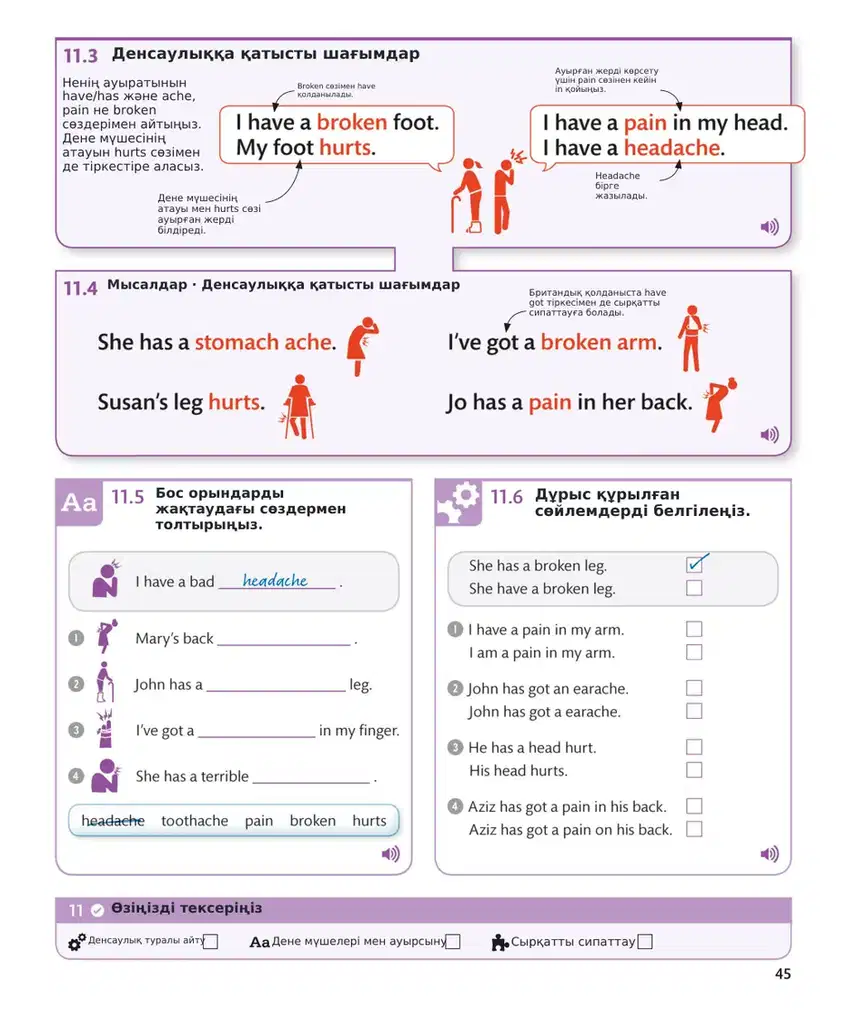 11.3 Денсаулыққа қатысты шағымдар
Ненің ауыратынын
have/has және ache,
pain не broken
сөздерімен айтыңыз.
Дене мүшесінің
атауын hurts сөзімен
де тіркестіре аласыз.
Broken сөзімен have
қолданылады.
I have a broken foot.
My foot hurts.
Дене мүшесінің
атауы мен hurts сөзі
ауырған жерді
білдіреді.
Ауырған жерді көрсету
үшін pain сөзінен кейін
in қойыңыз.
I have a pain in my head.
I have a headache.
Headache
бірге
жазылады.
11.4 Мысалдар · Денсаулыққа қатысты шағымдар
She has a stomach ache.
Британдық қолданыста have
got тіркесімен де сырқатты
сипаттауға болады.
I've got a broken arm.
Susan's leg hurts.
Jo has a pain in her back.
Aa 11.5 Бос орындарды
жақтаудағы сөздермен
толтырыңыз.
I have a bad headache .
1 Mary's back ____ .
2 John has a ____ leg.
3 I've got a ____ in my finger.
4 She has a terrible ____ .
headache toothache pain broken hurts
11.6 Дұрыс құрылған
сөйлемдерді белгілеңіз.
She has a broken leg. ✓
She have a broken leg.
1 I have a pain in my arm.
I am a pain in my arm.
2 John has got an earache.
John has got a earache.
3 He has a head hurt.
His head hurts.
4 Aziz has got a pain in his back.
Aziz has got a pain on his back.
11 Өзіңізді тексеріңіз
Денсаулық туралы айту Aa Дене мүшелері мен ауырсыну Сырқатты сипаттау
45